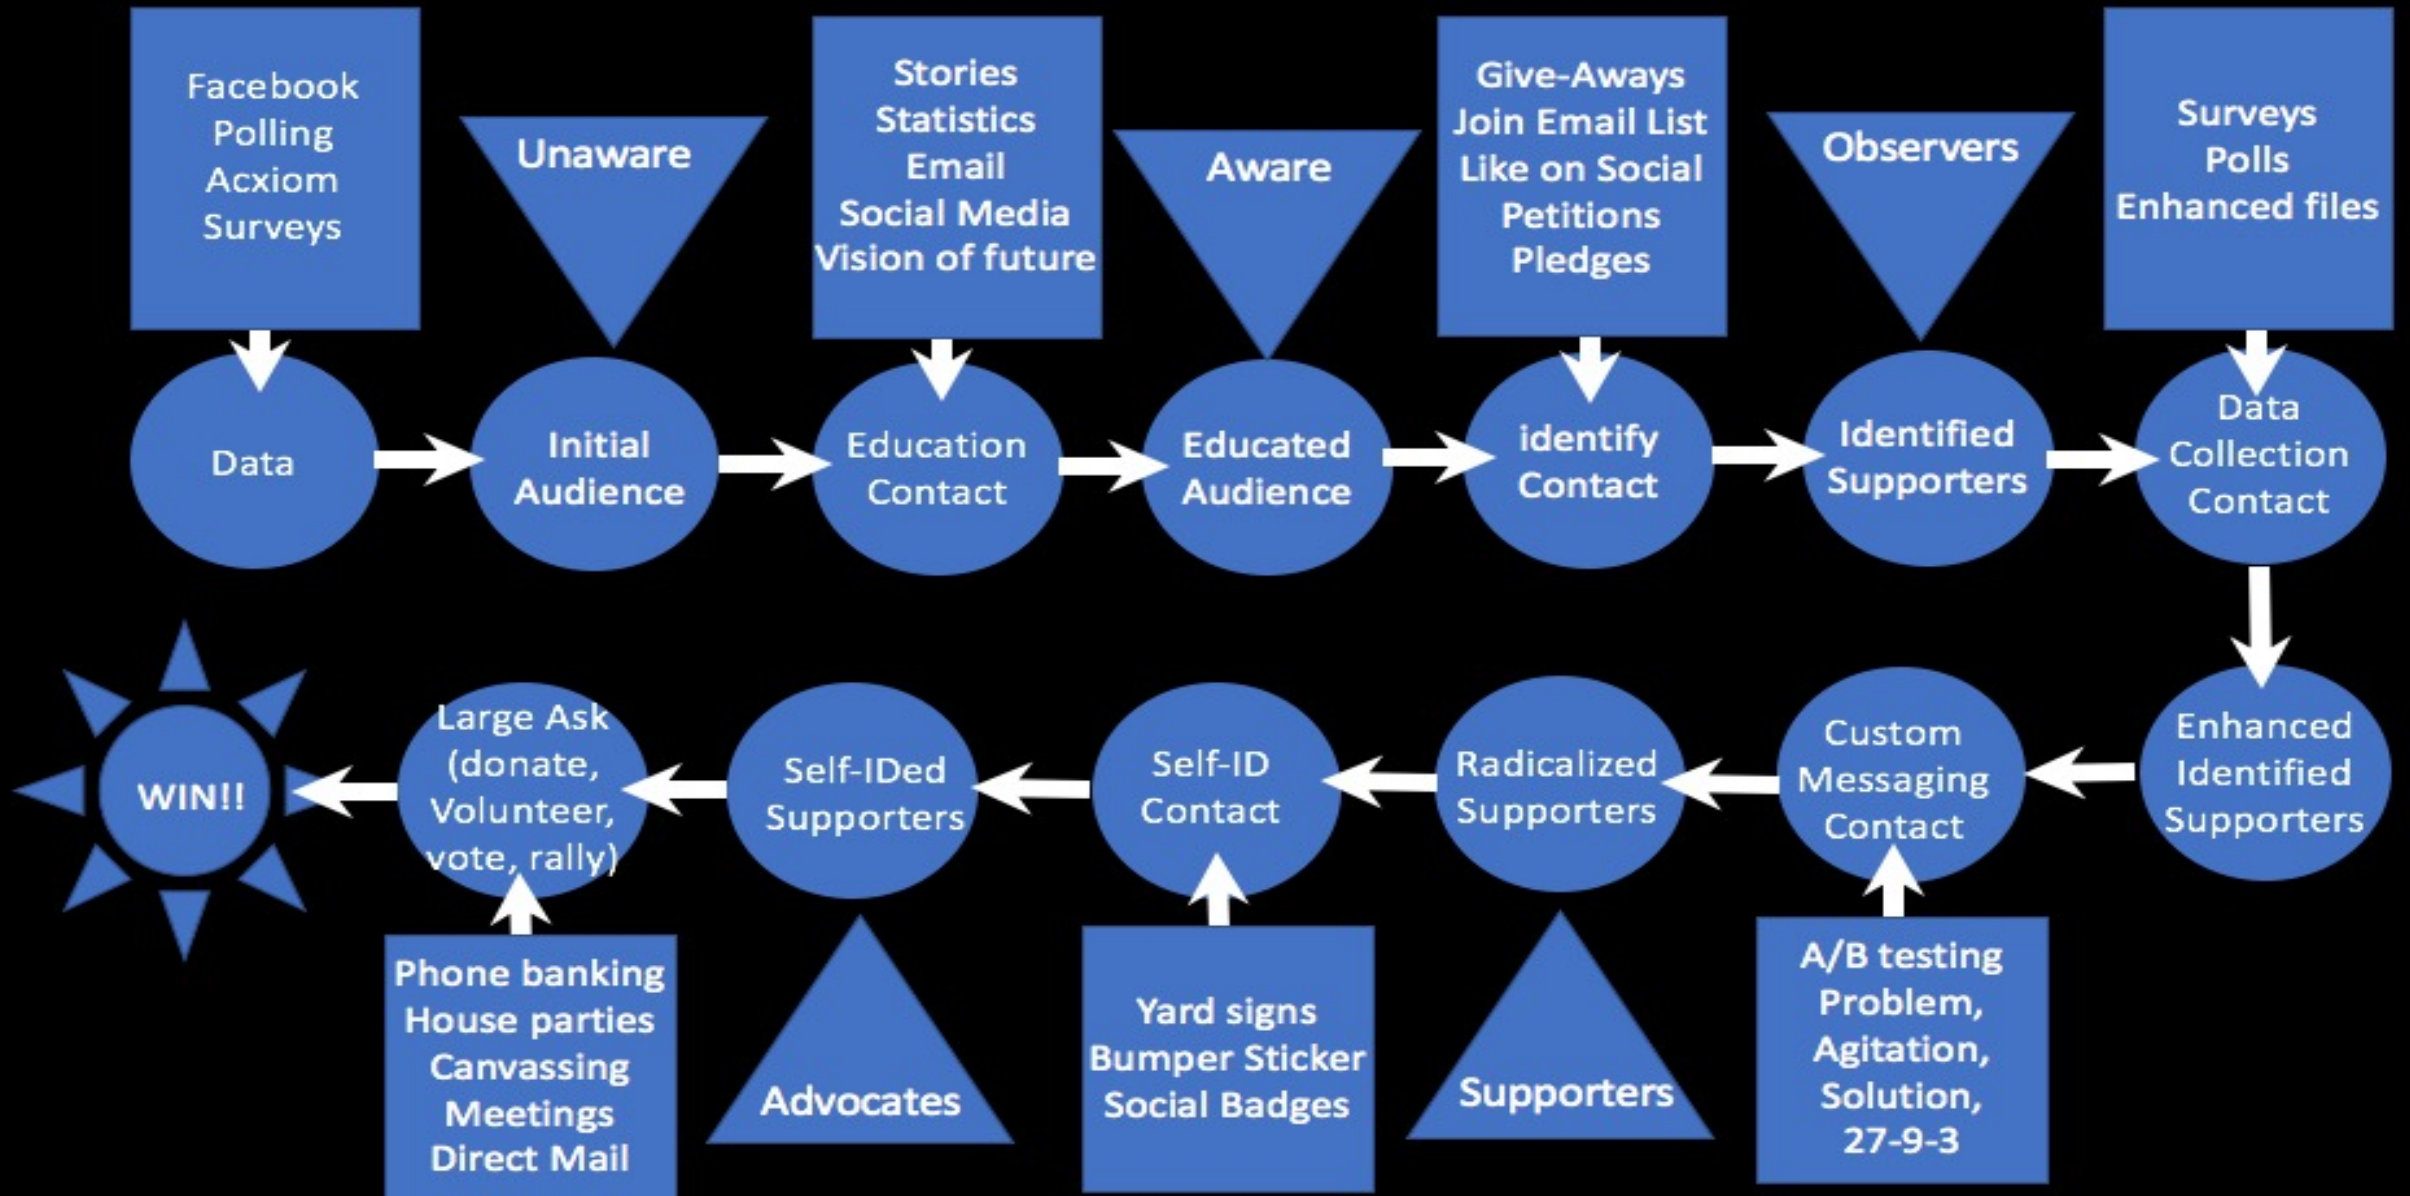 Facebook
Polling
Acxiom
Surveys
Unaware
Stories
Statistics
Email
Social Media
Vision of future
Aware
Give-Aways
Join Email List
Like on Social
Petitions
Pledges
Observers
Surveys
Polls
Enhanced files
Data
Initial
Audience
Education
Contact
Educated
Audience
identify
Contact
Identified
Supporters
Data
Collection
Contact
Enhanced
Identified
Supporters
Custom
Messaging
Contact
A/B testing
Problem,
Agitation,
Solution,
27-9-3
Radicalized
Supporters
Supporters
Self-ID
Contact
Yard signs
Bumper Sticker
Social Badges
Self-IDed
Supporters
Advocates
Large Ask
(donate,
Volunteer,
vote, rally)
Phone banking
House parties
Canvassing
Meetings
Direct Mail
WIN!!